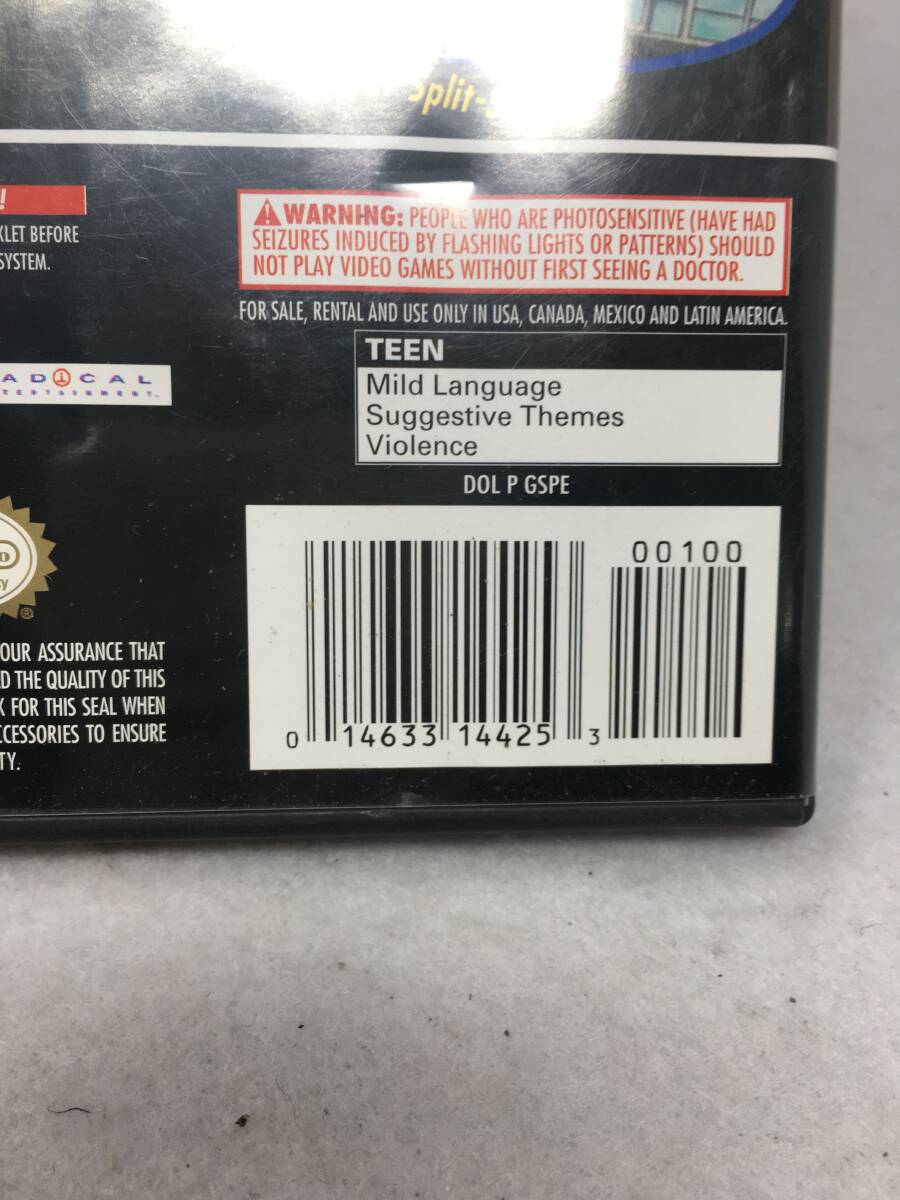 Split-
!
KLET BEFORE
SYSTEM.
WARNING: PEOPLE WHO ARE PHOTOSENSITIVE (HAVE HAD
SEIZURES INDUCED BY FLASHING LIGHTS OR PATTERNS) SHOULD
NOT PLAY VIDEO GAMES WITHOUT FIRST SEEING A DOCTOR.
FOR SALE, RENTAL AND USE ONLY IN USA, CANADA, MEXICO AND LATIN AMERICA.
TEEN
Mild Language
Suggestive Themes
Violence
ADICAL
TERTAINMENT
DOL P GSPE
00100
0 14633 14425 3
OUR ASSURANCE THAT
D THE QUALITY OF THIS
K FOR THIS SEAL WHEN
CCESSORIES TO ENSURE
TY.